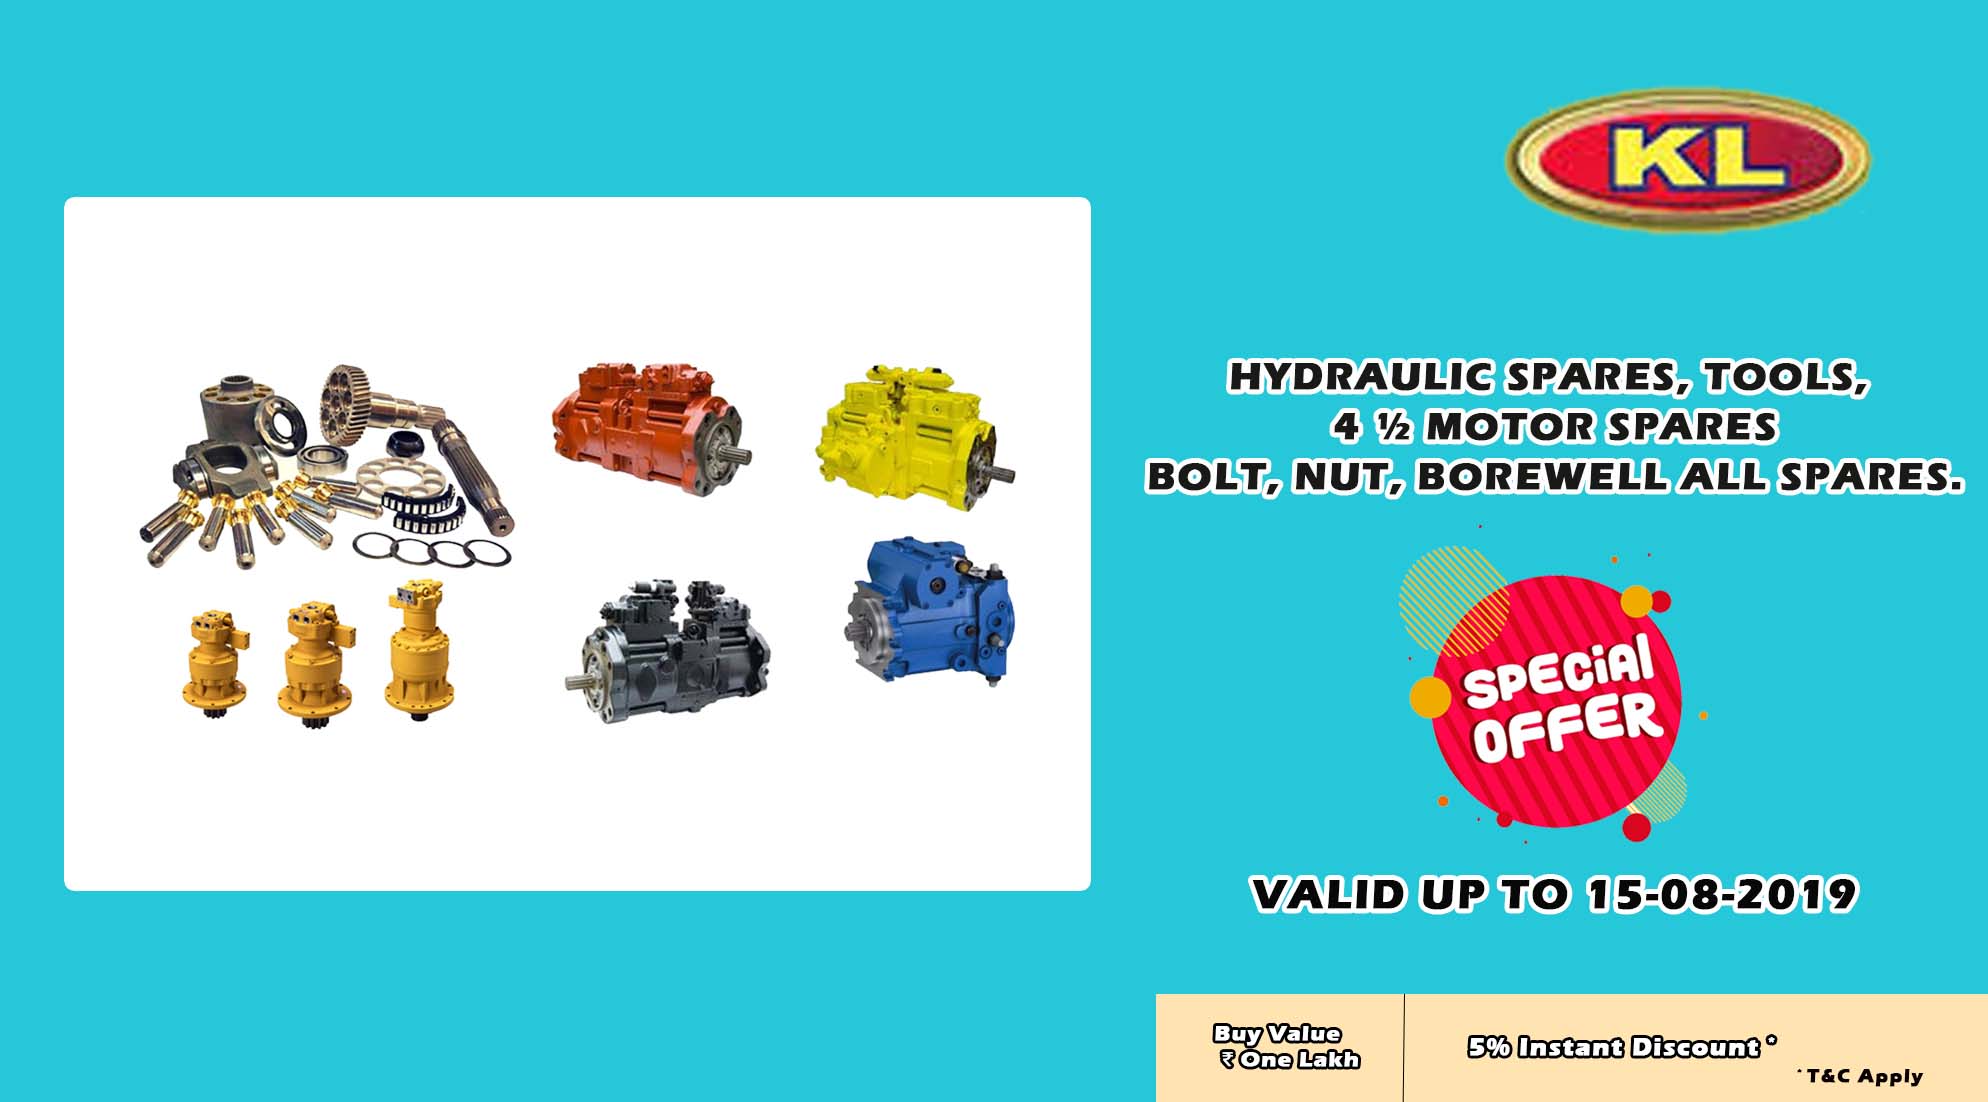 KL
HYDRAULIC SPARES, TOOLS,
4 ½ MOTOR SPARES
BOLT, NUT, BOREWELL ALL SPARES.
SPECiAl
OFFER
VALID UP TO 15-08-2019
Buy Value
₹ One Lakh
5% Instant Discount *
* T&C Apply